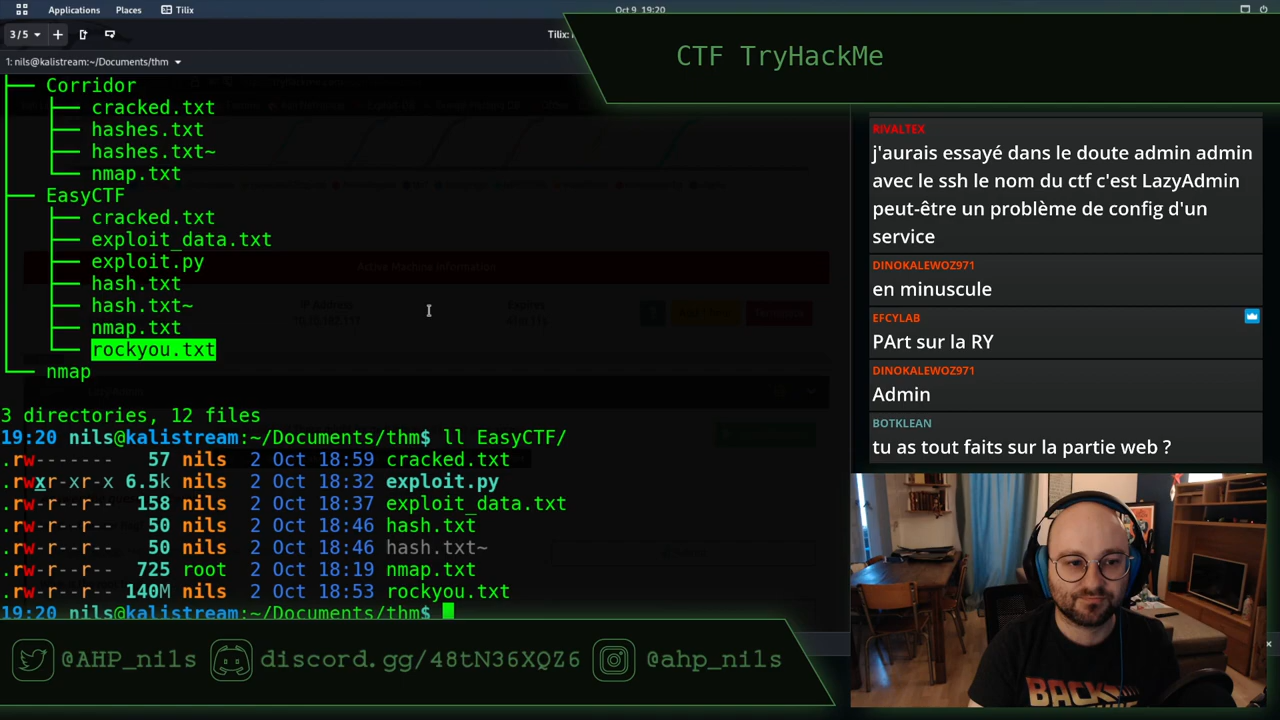 Applications Places Tilix Oct 9 19:20
3/5
Tilix:
1: nils@kalistream:~/Documents/thm
CTF TryHackMe
├── Corridor
│   ├── cracked.txt
│   ├── hashes.txt
│   ├── hashes.txt~
│   └── nmap.txt
├── EasyCTF
│   ├── cracked.txt
│   ├── exploit_data.txt
│   ├── exploit.py
│   ├── hash.txt
│   ├── hash.txt~
│   ├── nmap.txt
│   └── rockyou.txt
└── nmap
3 directories, 12 files
19:20 nils@kalistream:~/Documents/thm$ ll EasyCTF/
.rw------- 57 nils 2 Oct 18:59 cracked.txt
.rwxr-xr-x 6.5k nils 2 Oct 18:32 exploit.py
.rw-r--r-- 158 nils 2 Oct 18:37 exploit_data.txt
.rw-r--r-- 50 nils 2 Oct 18:46 hash.txt
.rw-r--r-- 50 nils 2 Oct 18:46 hash.txt~
.rw-r--r-- 725 root 2 Oct 18:19 nmap.txt
.rw-r--r-- 140M nils 2 Oct 18:53 rockyou.txt
19:20 nils@kalistream:~/Documents/thm$
Active Machine Information
RIVALTEX
j'aurais essayé dans le doute admin admin
avec le ssh le nom du ctf c'est LazyAdmin
peut-être un problème de config d'un
service
DINOKALEWOZ971
en minuscule
EFCYLAB
PArt sur la RY
DINOKALEWOZ971
Admin
BOTKLEAN
tu as tout faits sur la partie web ?
@AHP_nils discord.gg/48tN36XQZ6 @ahp_nils
BACK